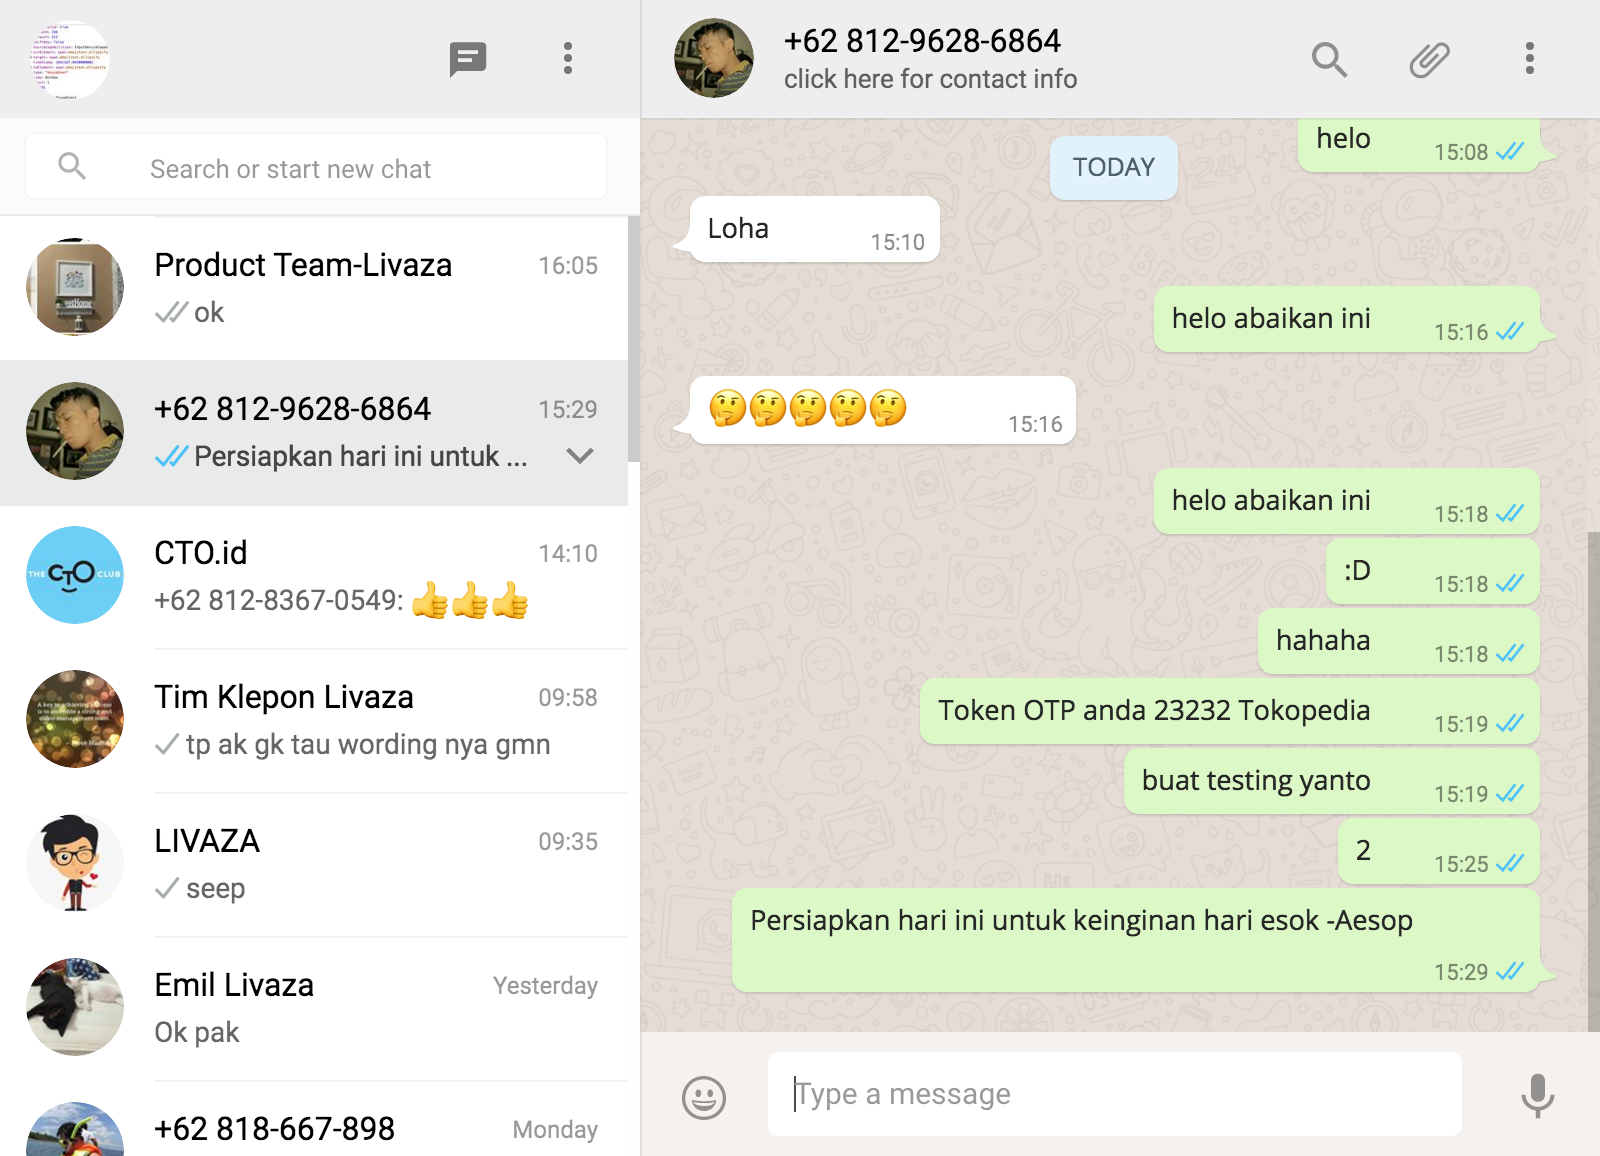 Search or start new chat
Product Team-Livaza
16:05
ok
+62 812-9628-6864
15:29
Persiapkan hari ini untuk ...
CTO.id
14:10
THE CTO CLUB
+62 812-8367-0549: 👍👍👍
Tim Klepon Livaza
09:58
tp ak gk tau wording nya gmn
LIVAZA
09:35
seep
Emil Livaza
Yesterday
Ok pak
+62 818-667-898
Monday
+62 812-9628-6864
click here for contact info
helo
15:08
TODAY
Loha
15:10
helo abaikan ini
15:16
🤔🤔🤔🤔🤔
15:16
helo abaikan ini
15:18
:D
15:18
hahaha
15:18
Token OTP anda 23232 Tokopedia
15:19
buat testing yanto
15:19
2
15:25
Persiapkan hari ini untuk keinginan hari esok -Aesop
15:29
Type a message